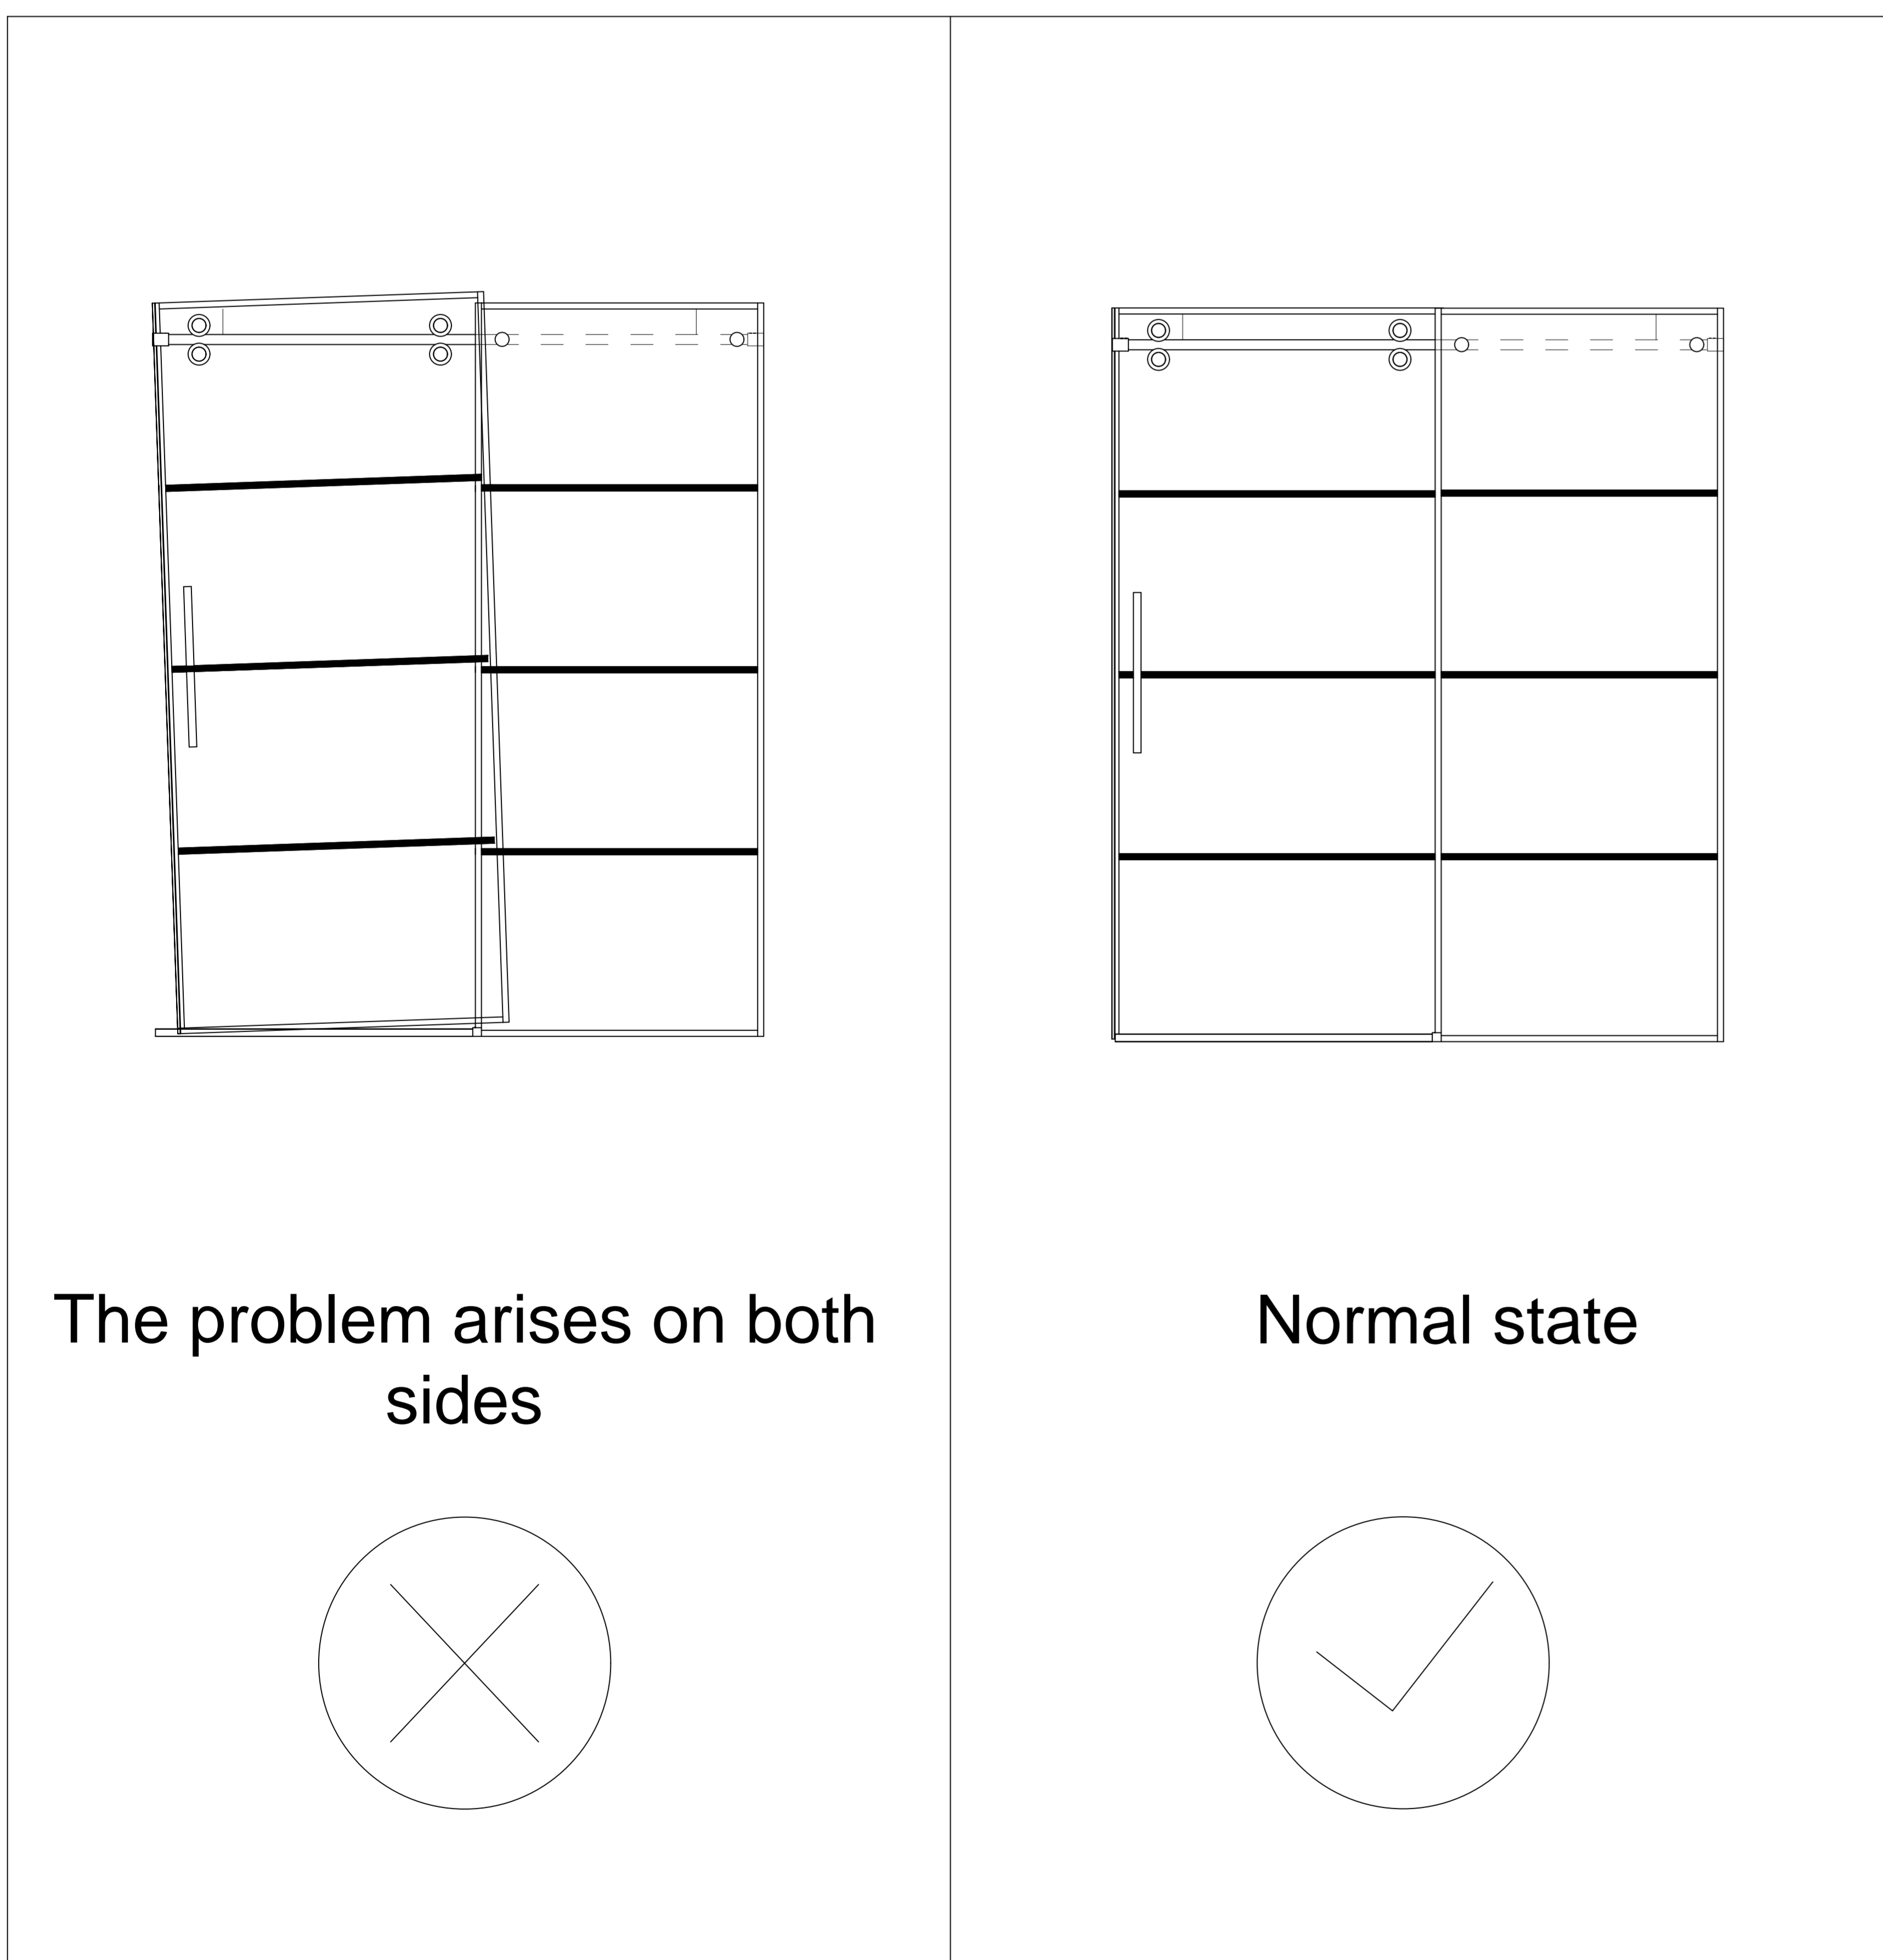 The problem arises on both
sides
Normal state